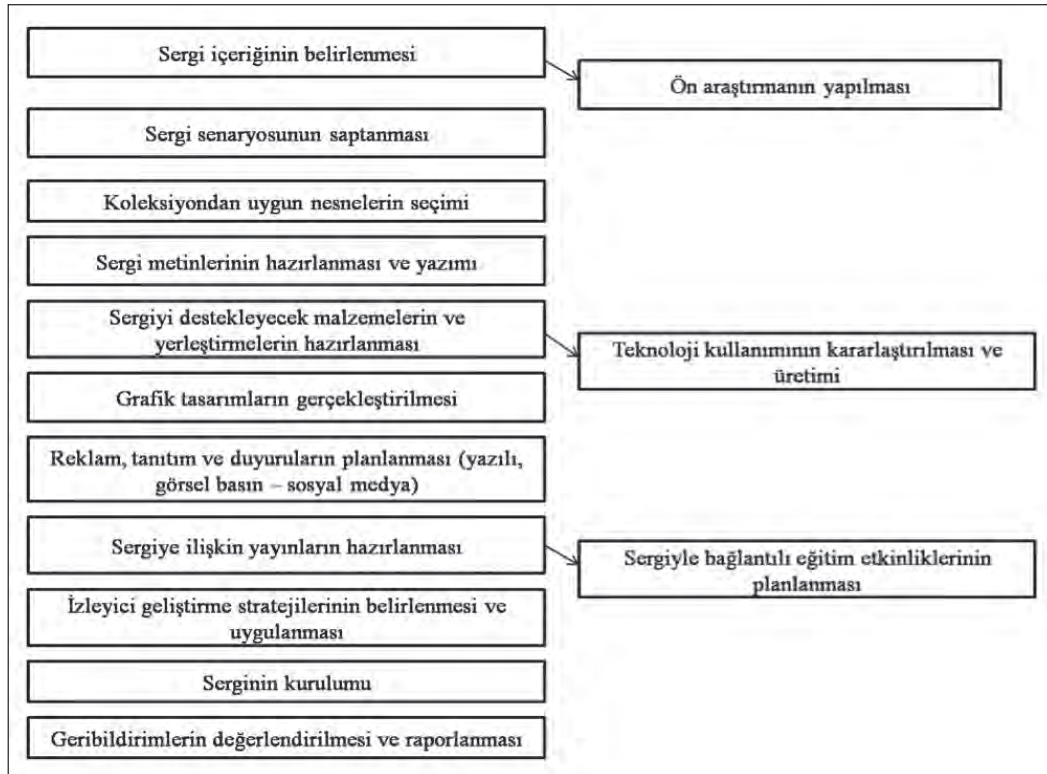 Sergi içeriğinin belirlenmesi
Ön araştırmanın yapılması
Sergi senaryosunun saptanması
Koleksiyondan uygun nesnelerin seçimi
Sergi metinlerinin hazırlanması ve yazımı
Sergiyi destekleyecek malzemelerin ve
yerleştirmelerin hazırlanması
Teknoloji kullanımının kararlaştırılması ve
üretimi
Grafik tasarımların gerçekleştirilmesi
Reklam, tanıtım ve duyuruların planlanması (yazılı,
görsel basın – sosyal medya)
Sergiye ilişkin yayınların hazırlanması
Sergiyle bağlantılı eğitim etkinliklerinin
planlanması
İzleyici geliştirme stratejilerinin belirlenmesi ve
uygulanması
Serginin kurulumu
Geribildirimlerin değerlendirilmesi ve raporlanması